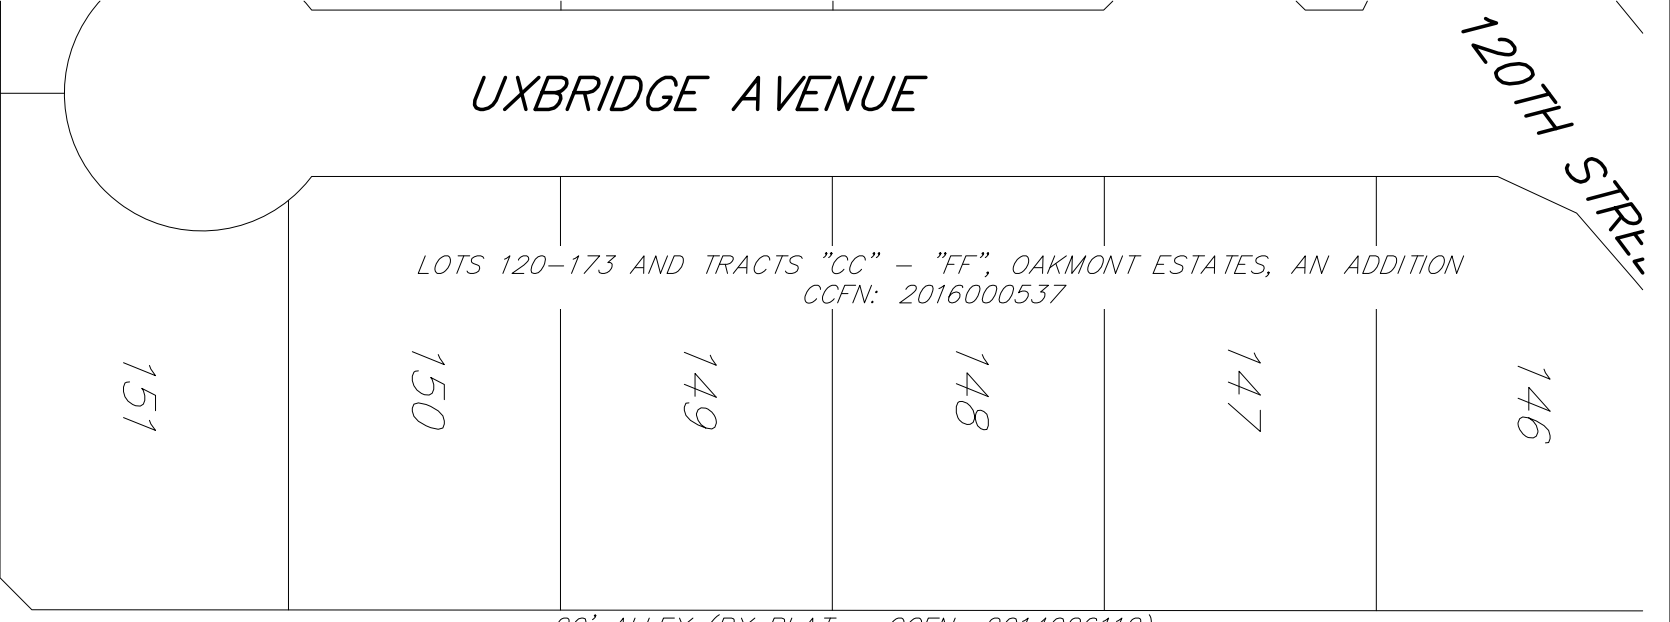 UXBRIDGE AVENUE
120TH
LOTS 120-173 AND TRACTS "CC" - "FF", OAKMONT ESTATES, AN ADDITION
CCFN: 2016000537
151
150
149
148
147
146